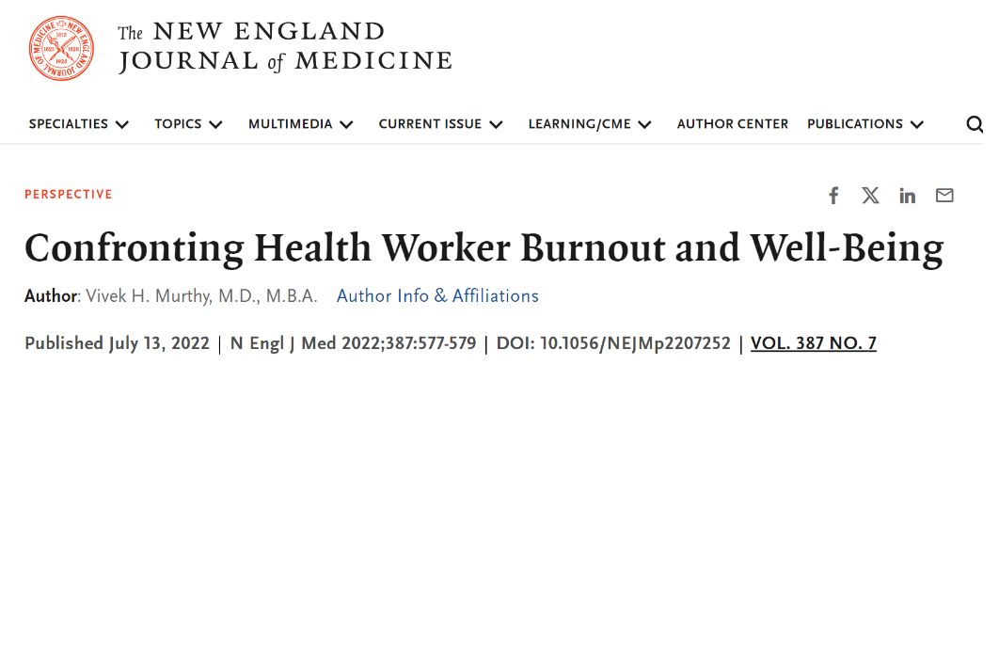 The NEW ENGLAND
JOURNAL of MEDICINE
SPECIALTIES TOPICS MULTIMEDIA CURRENT ISSUE LEARNING/CME AUTHOR CENTER PUBLICATIONS
PERSPECTIVE
Confronting Health Worker Burnout and Well-Being
Author: Vivek H. Murthy, M.D., M.B.A. Author Info & Affiliations
Published July 13, 2022 | N Engl J Med 2022;387:577-579 | DOI: 10.1056/NEJMp2207252 | VOL. 387 NO. 7